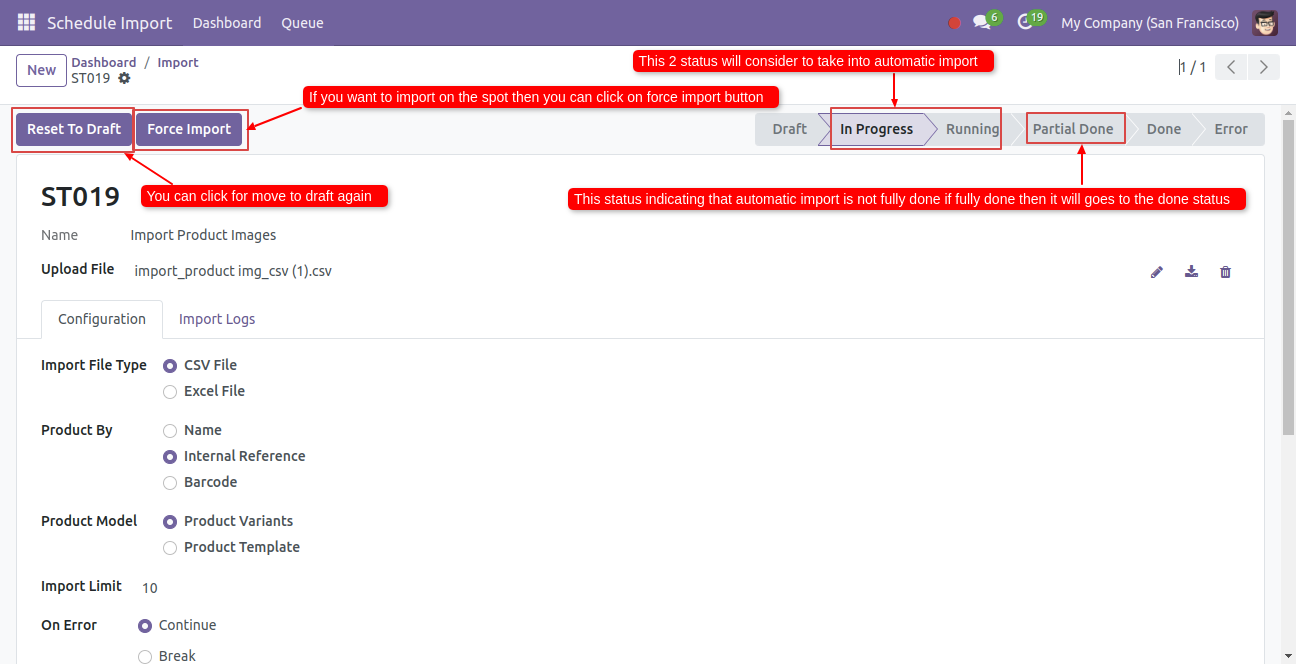 Schedule Import Dashboard Queue 6 19 My Company (San Francisco)
New Dashboard / Import
ST019
This 2 status will consider to take into automatic import
1 / 1
If you want to import on the spot then you can click on force import button
Reset To Draft Force Import Draft In Progress Running Partial Done Done Error
ST019
You can click for move to draft again
This status indicating that automatic import is not fully done if fully done then it will goes to the done status
Name Import Product Images
Upload File import_product img_csv (1).csv
Configuration Import Logs
Import File Type CSV File
Excel File
Product By Name
Internal Reference
Barcode
Product Model Product Variants
Product Template
Import Limit 10
On Error Continue
Break